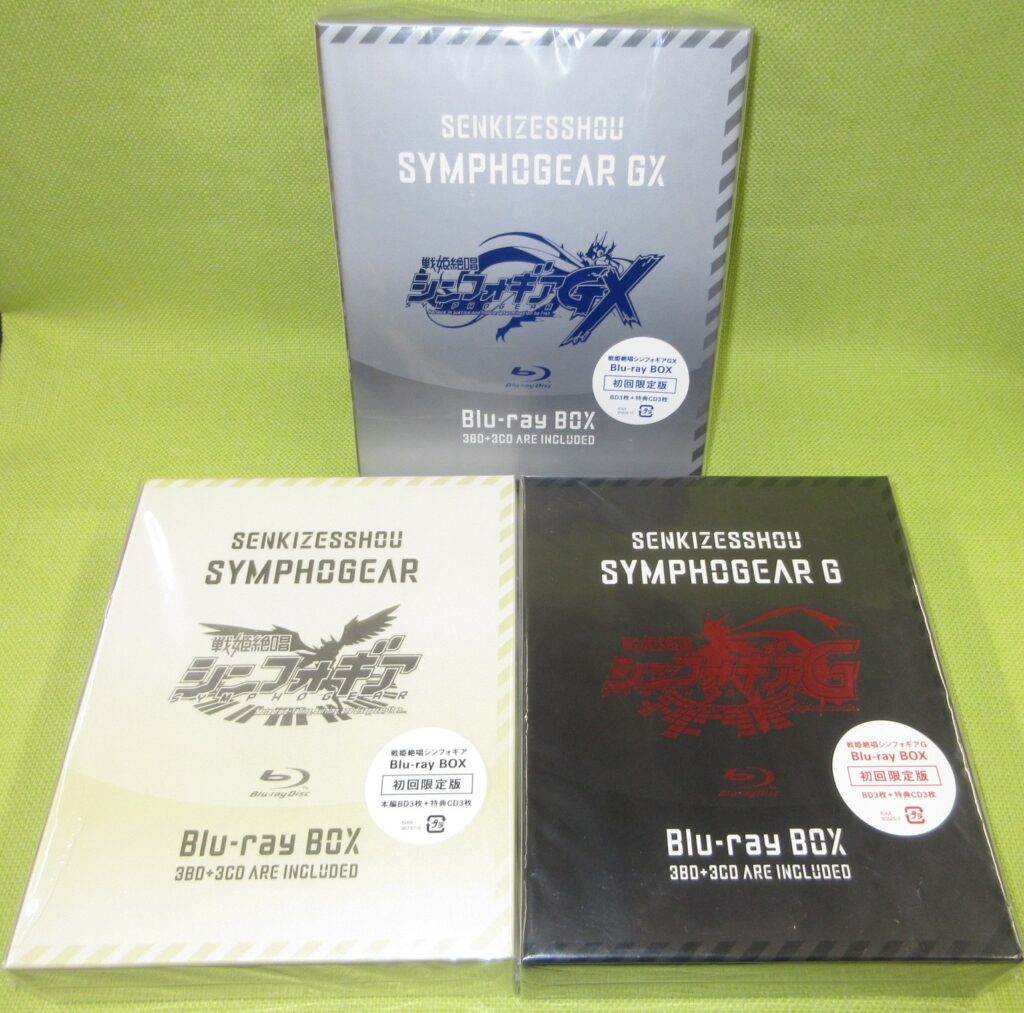 SENKIZESSHOU
SYMPHOGEAR GX
戦姫絶唱
シンフォギアGX
SYMPHOGEAR
Blu-ray Disc
戦姫絶唱シンフォギアGX
Blu-ray BOX
初回限定版
BD3枚+特典CD3枚
KIXA
Blu-ray BOX
3BD+3CD ARE INCLUDED
SENKIZESSHOU
SYMPHOGEAR
戦姫絶唱
シンフォギア
SYMPHOGEAR
Blu-ray Disc
戦姫絶唱シンフォギア
Blu-ray BOX
初回限定版
本編BD3枚+特典CD3枚
KIXA
Blu-ray BOX
3BD+3CD ARE INCLUDED
SENKIZESSHOU
SYMPHOGEAR G
シンフォギアG
Blu-ray Disc
戦姫絶唱シンフォギアG
Blu-ray BOX
初回限定版
BD3枚+特典CD3枚
KIXA
Blu-ray BOX
3BD+3CD ARE INCLUDED